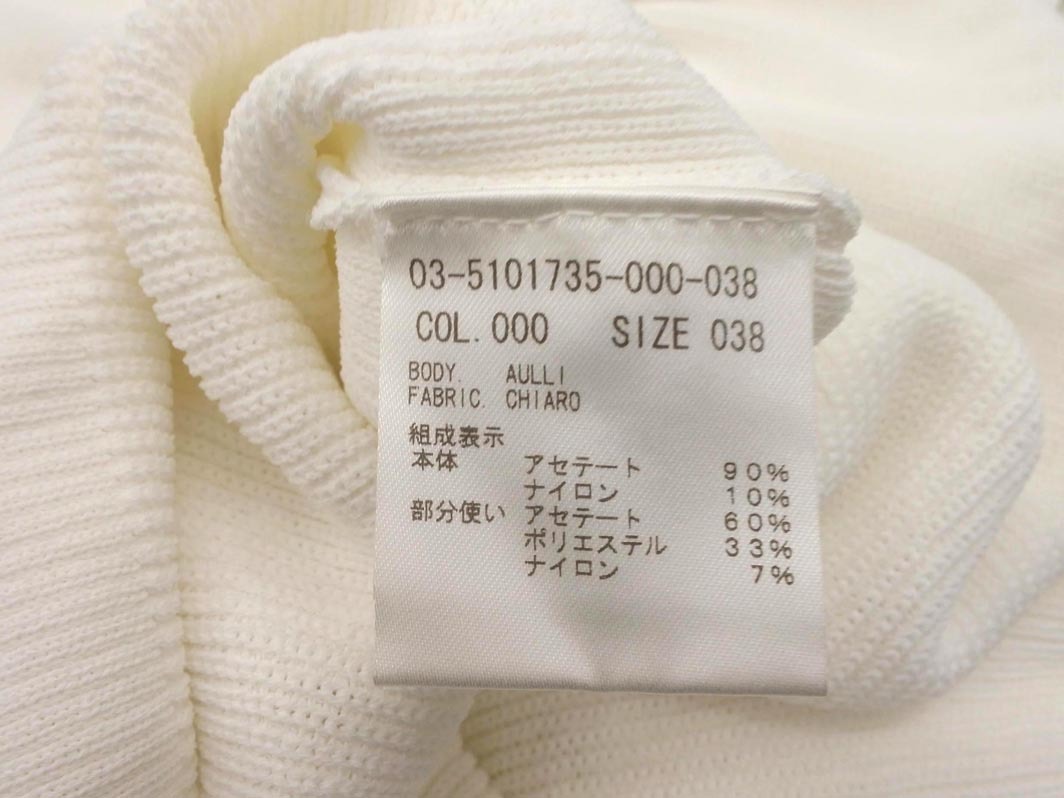 03-5101735-000-038
COL. 000 SIZE 038
BODY. AULLI
FABRIC. CHIARO
組成表示
本体 アセテート 90%
ナイロン 10%
部分使い アセテート 60%
ポリエステル 33%
ナイロン 7%